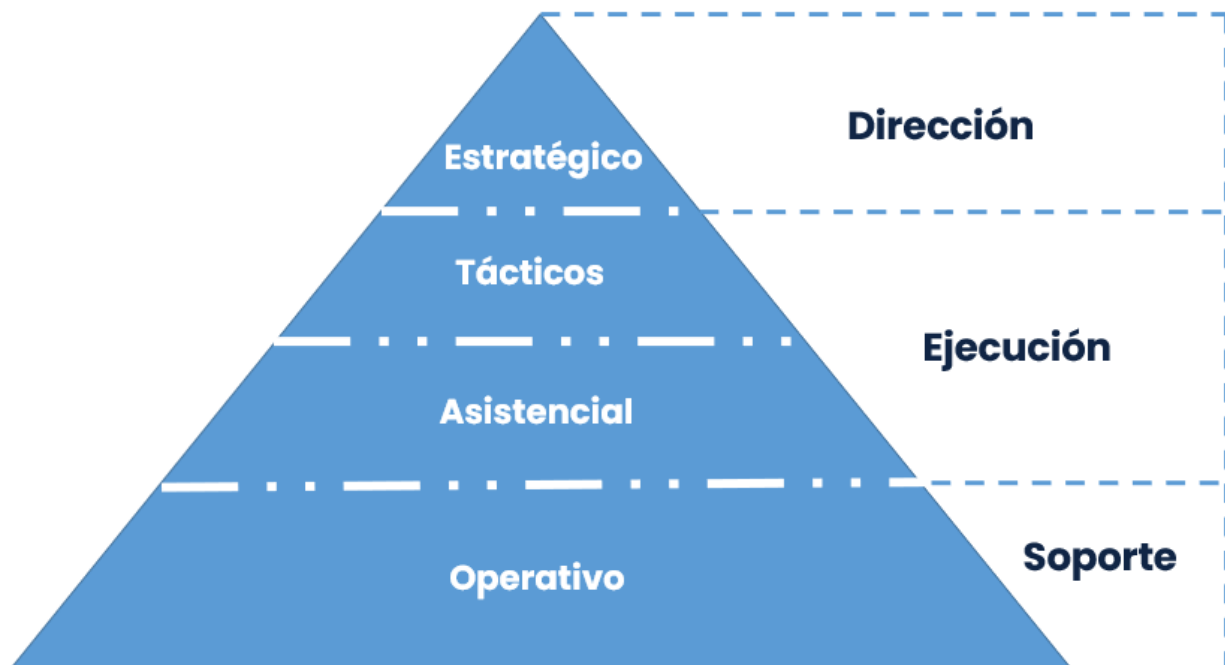 Dirección
Estratégico
Tácticos
Ejecución
Asistencial
Soporte
Operativo